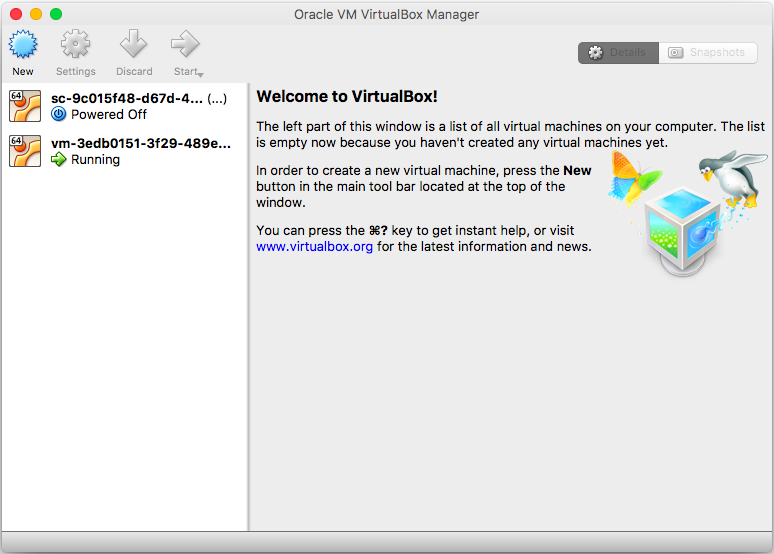 Oracle VM VirtualBox Manager
New
Settings
Discard
Start
Details
Snapshots
64
sc-9c015f48-d67d-4... (...)
Powered Off
64
vm-3edb0151-3f29-489e...
Running
Welcome to VirtualBox!
The left part of this window is a list of all virtual machines on your computer. The list
is empty now because you haven't created any virtual machines yet.
In order to create a new virtual machine, press the New
button in the main tool bar located at the top of the
window.
You can press the ⌘? key to get instant help, or visit
www.virtualbox.org for the latest information and news.